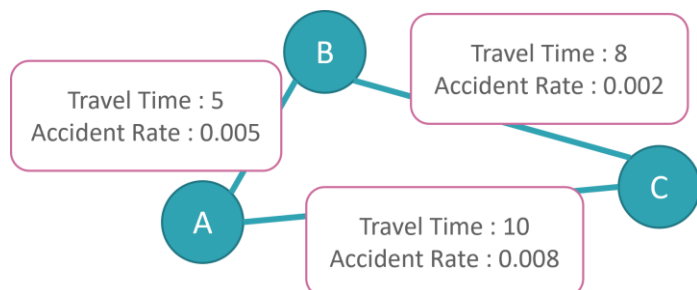 B
Travel Time : 8
Accident Rate : 0.002
Travel Time : 5
Accident Rate : 0.005
C
A
Travel Time : 10
Accident Rate : 0.008